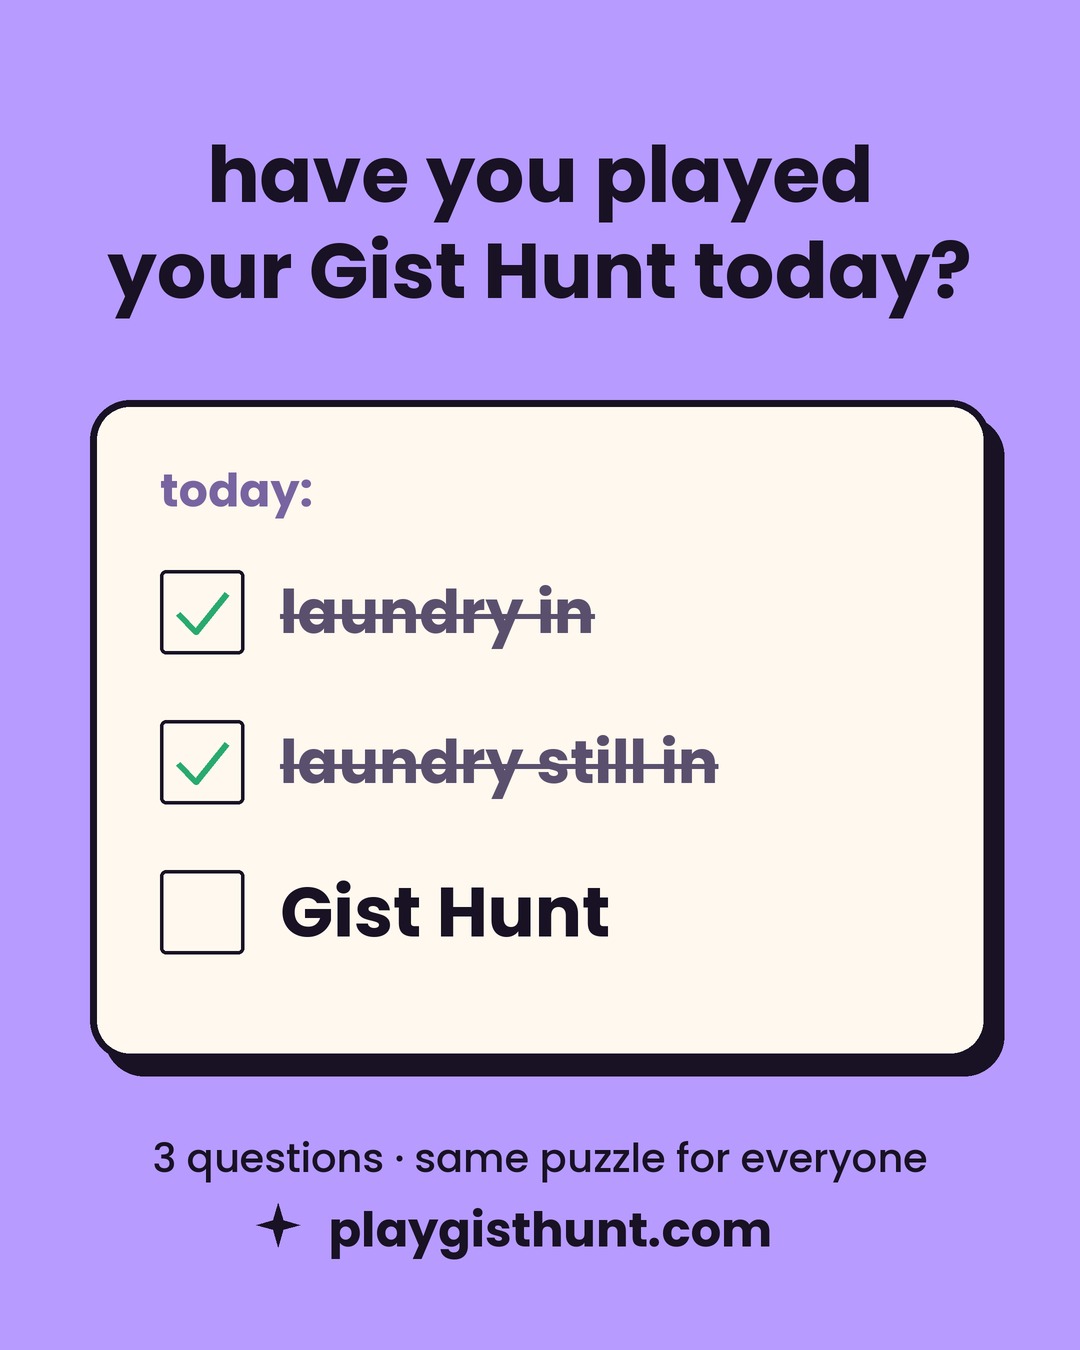 have you played
your Gist Hunt today?
today:
laundry in
laundry still in
Gist Hunt
3 questions · same puzzle for everyone
playgisthunt.com